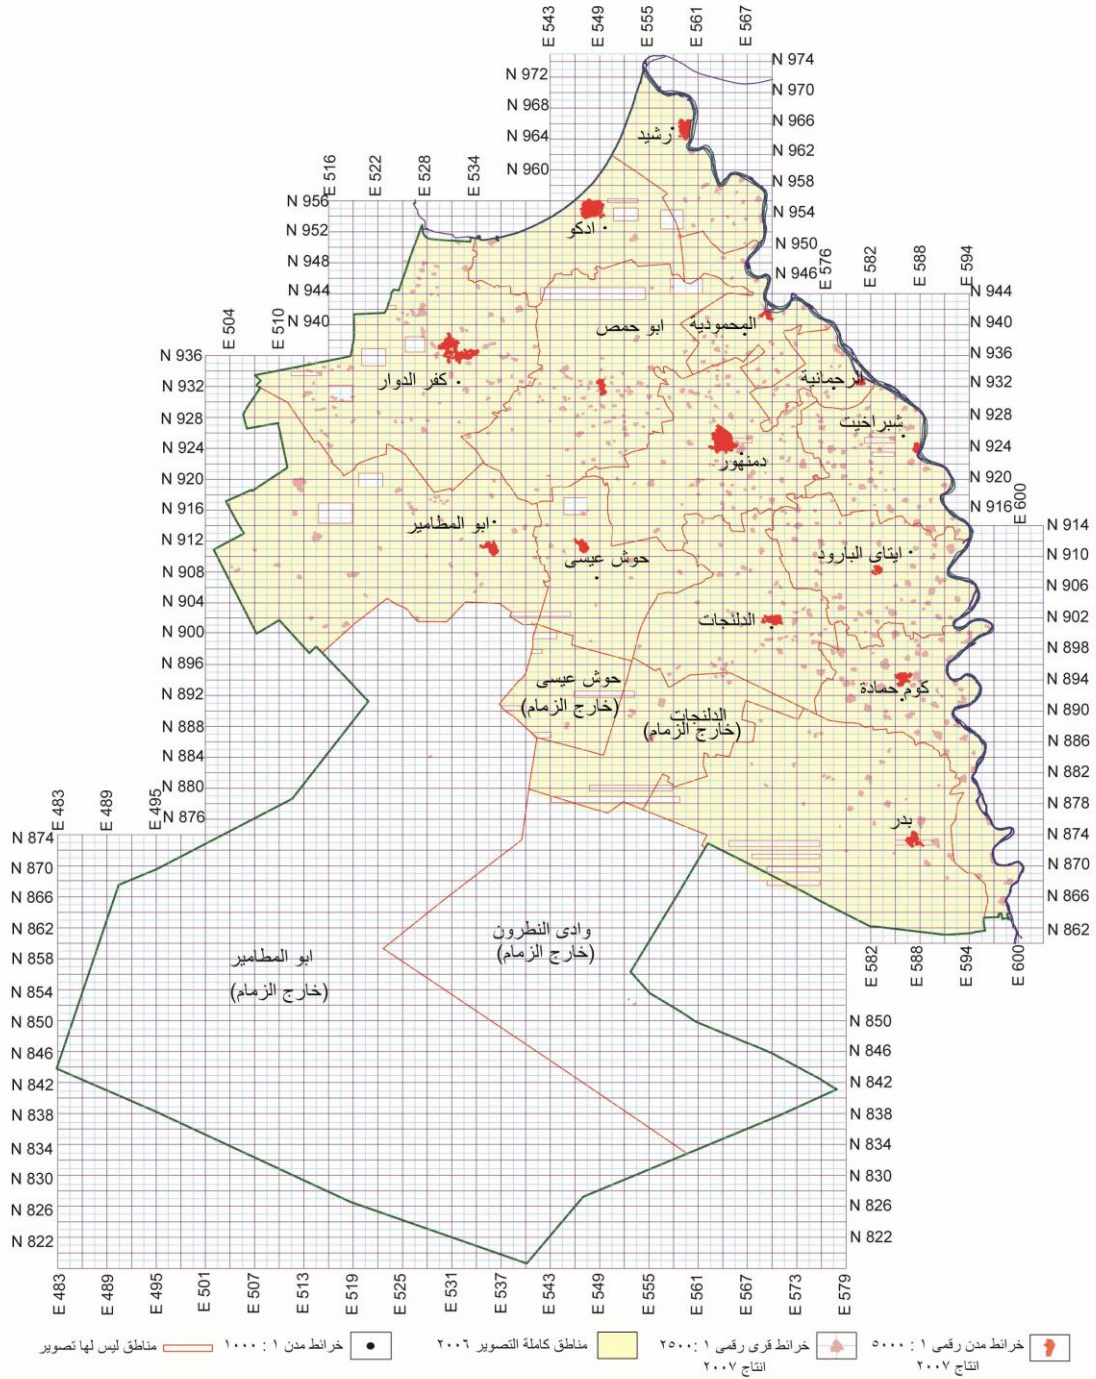 E 543
E 549
E 555
E 561
E 567
N 974
N 972
N 970
N 968
N 966
N 964
N 962
N 960
N 958
N 956
N 954
N 952
N 950
N 948
N 946
N 944
N 940
رشيد
E 516
E 522
E 528
E 534
ادكو
E 576
E 582
E 588
E 594
N 944
N 940
N 936
N 932
N 928
N 924
N 920
N 916
E 504
E 510
ابو حمص
المحمودية
الرحمانية
كفر الدوار
شبراخيت
دمنهور
N 936
N 932
N 928
N 924
N 920
N 916
N 912
N 908
N 904
N 900
N 896
N 892
N 888
N 884
N 880
N 876
E 600
N 914
N 910
N 906
N 902
N 898
N 894
N 890
N 886
N 882
N 878
N 874
N 870
N 866
N 862
ابو المطامير
حوش عيسى
ايتاى البارود
الدلنجات
كوم حمادة
حوش عيسى
(خارج الزمام)
الدلنجات
(خارج الزمام)
بدر
E 483
E 489
E 495
N 874
N 870
N 866
N 862
N 858
N 854
N 850
N 846
N 842
N 838
N 834
N 830
N 826
N 822
وادى النطرون
(خارج الزمام)
ابو المطامير
(خارج الزمام)
E 582
E 588
E 594
E 600
N 850
N 846
N 842
N 838
N 834
N 830
N 826
N 822
E 483
E 489
E 495
E 501
E 507
E 513
E 519
E 525
E 531
E 537
E 543
E 549
E 555
E 561
E 567
E 573
E 579
خرائط مدن رقمى ١ : ٥٠٠٠
انتاج ٢٠٠٧
خرائط قرى رقمى ١ :٢٥٠٠
انتاج ٢٠٠٧
مناطق كاملة التصوير ٢٠٠٦
خرائط مدن ١ : ١٠٠٠
مناطق ليس لها تصوير